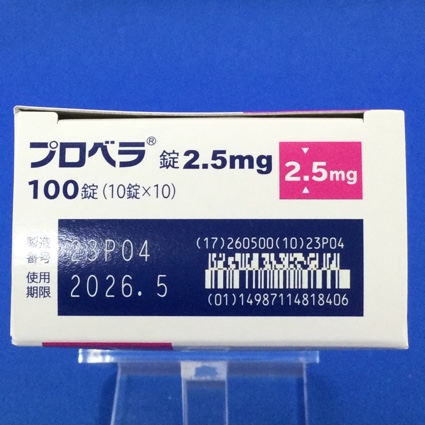 プロベラ® 錠2.5mg
2.5mg
100錠(10錠×10)
製造番号 23P04
(17)260500(10)23P04
使用期限 2026.5
(01)14987114818406